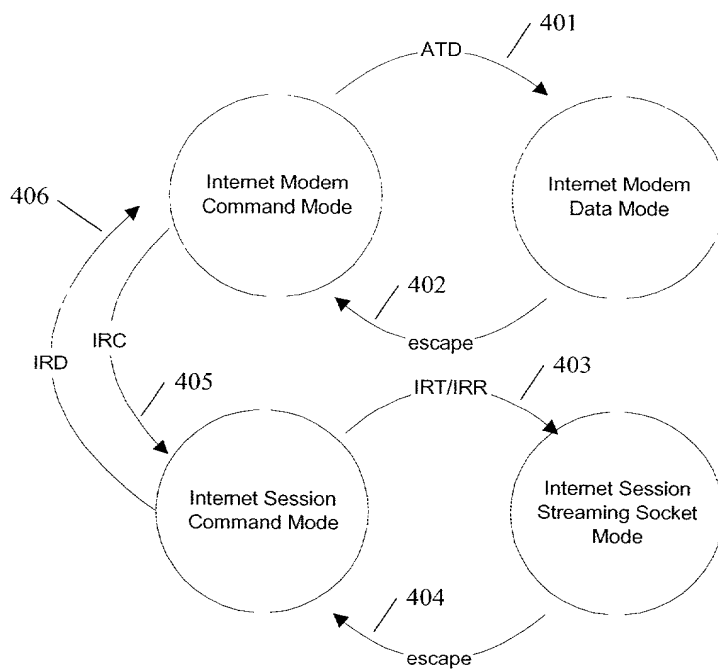 401
ATD
Internet Modem
Command Mode
Internet Modem
Data Mode
406
402
escape
IRC
IRD
405
IRT/IRR
403
Internet Session
Command Mode
Internet Session
Streaming Socket
Mode
404
escape